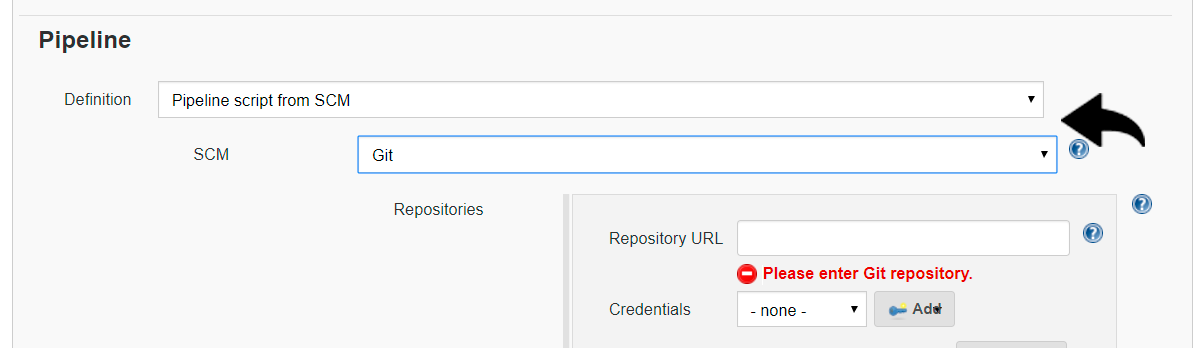 Pipeline
Definition Pipeline script from SCM
SCM Git
Repositories
Repository URL
Please enter Git repository.
Credentials - none - Add